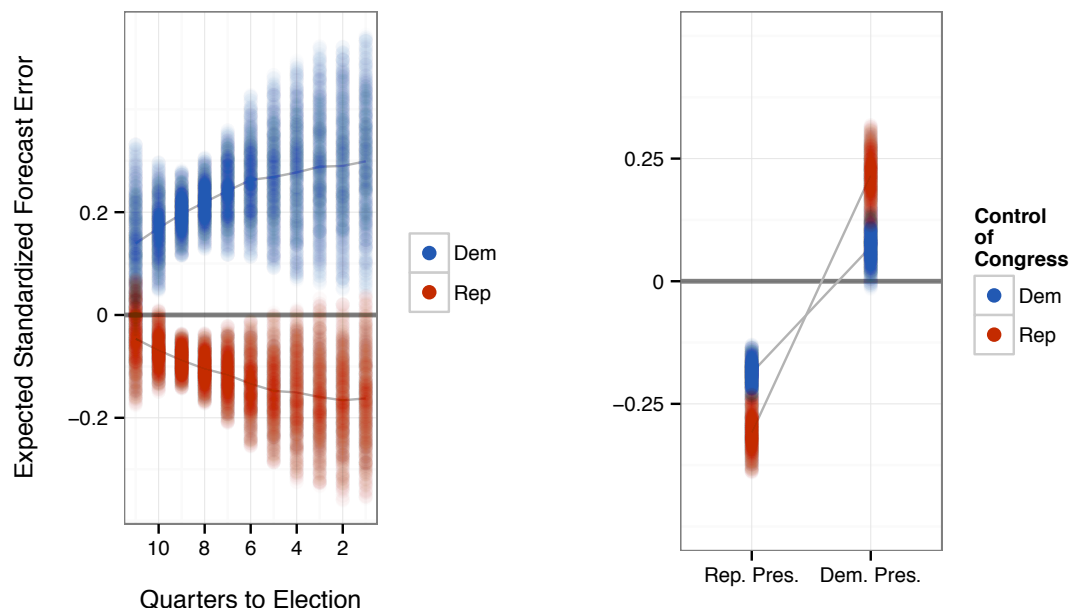 Expected Standardized Forecast Error
0.2
0
−0.2
10 8 6 4 2
Quarters to Election
Dem
Rep
0.25
0
−0.25
Rep. Pres. Dem. Pres.
Control
of
Congress
Dem
Rep